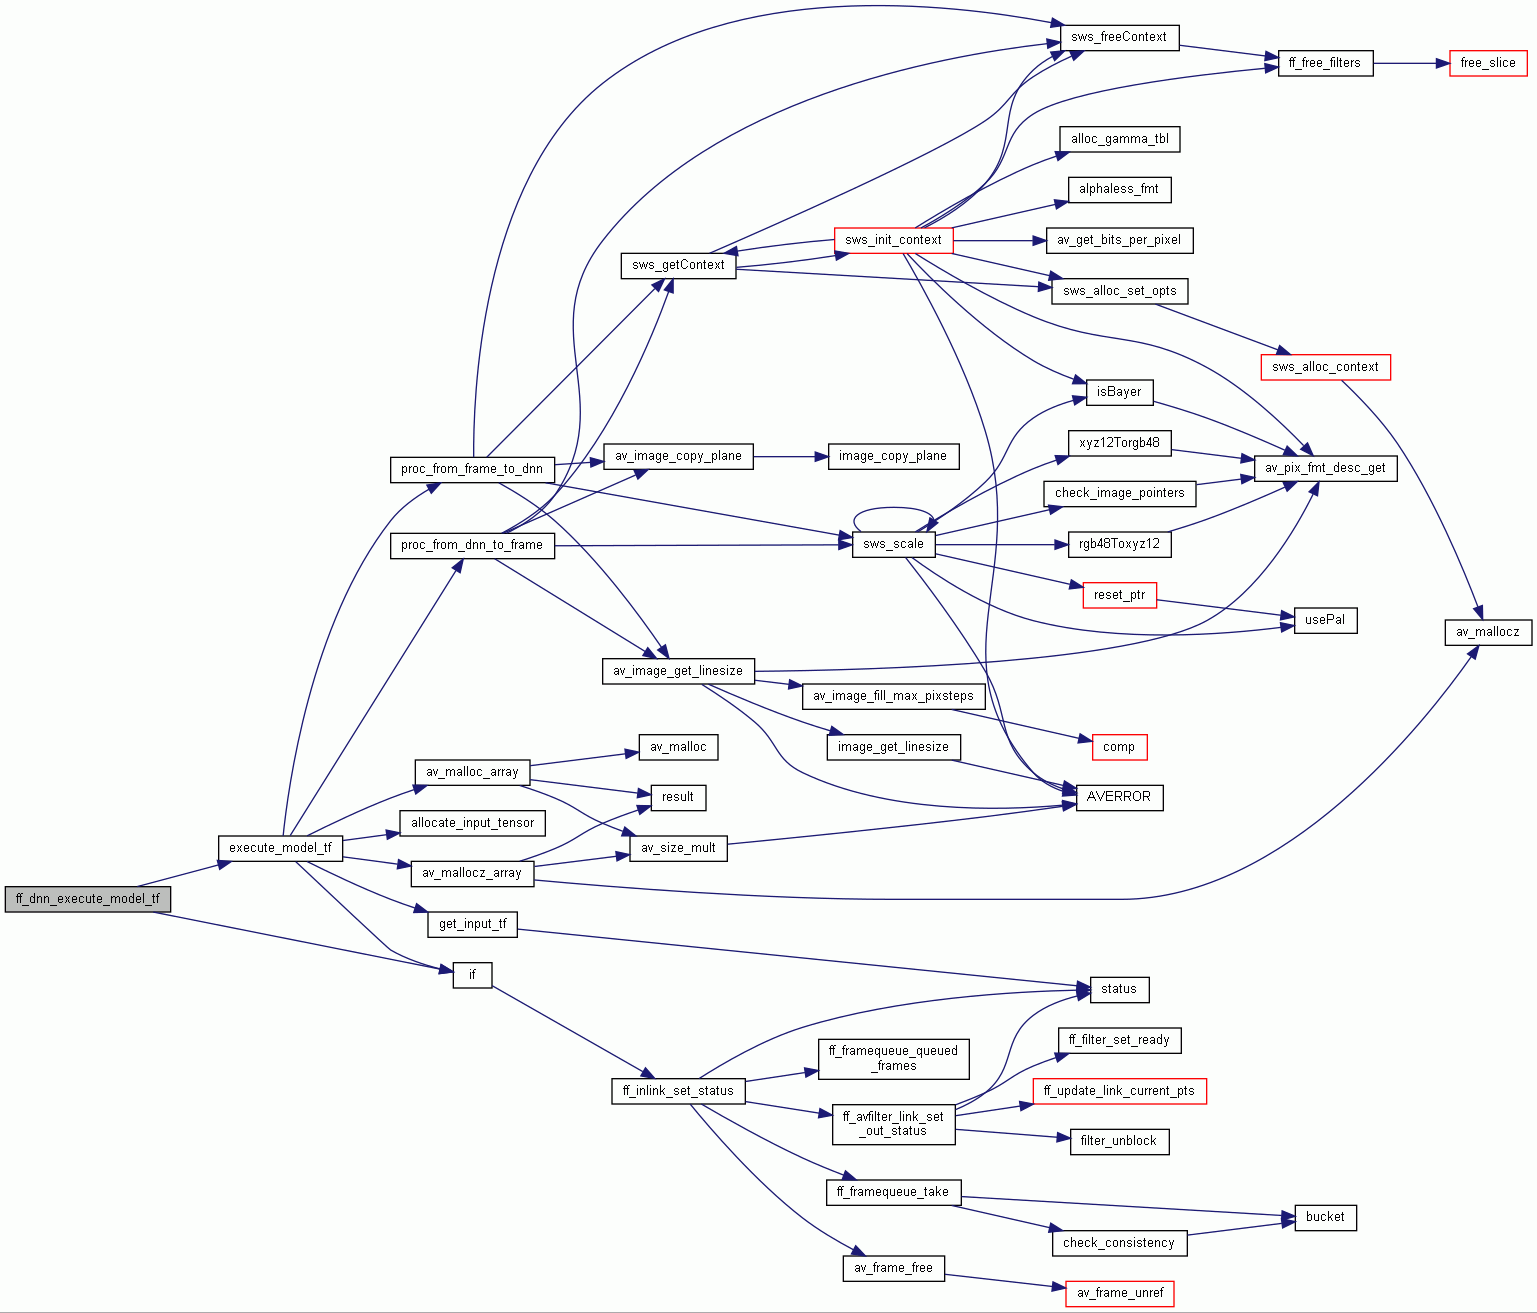 sws_freeContext
ff_free_filters
free_slice
alloc_gamma_tbl
alphaless_fmt
sws_init_context
av_get_bits_per_pixel
sws_getContext
sws_alloc_set_opts
sws_alloc_context
isBayer
xyz12Torgb48
proc_from_frame_to_dnn
av_image_copy_plane
image_copy_plane
av_pix_fmt_desc_get
check_image_pointers
proc_from_dnn_to_frame
sws_scale
rgb48Toxyz12
reset_ptr
usePal
av_mallocz
av_image_get_linesize
av_image_fill_max_pixsteps
av_malloc
image_get_linesize
comp
av_malloc_array
result
AVERROR
allocate_input_tensor
execute_model_tf
av_size_mult
av_mallocz_array
ff_dnn_execute_model_tf
get_input_tf
if
status
ff_filter_set_ready
ff_framequeue_queued
_frames
ff_inlink_set_status
ff_update_link_current_pts
ff_avfilter_link_set
_out_status
filter_unblock
ff_framequeue_take
bucket
check_consistency
av_frame_free
av_frame_unref